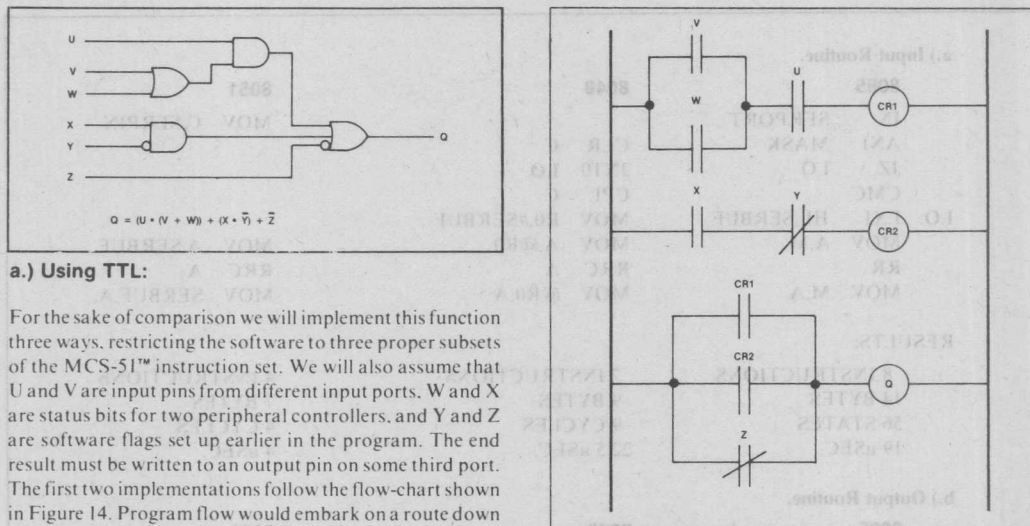 U
V
W
X
Y
Z
Q
Q = (U • (V + W)) + (X • Y̅) + Z̅
a.) Using TTL:
For the sake of comparison we will implement this function
three ways, restricting the software to three proper subsets
of the MCS-51™ instruction set. We will also assume that
U and V are input pins from different input ports, W and X
are status bits for two peripheral controllers, and Y and Z
are software flags set up earlier in the program. The end
result must be written to an output pin on some third port.
The first two implementations follow the flow-chart shown
in Figure 14. Program flow would embark on a route down
V
U
W
CR1
X
Y
CR2
CR1
CR2
Q
Z